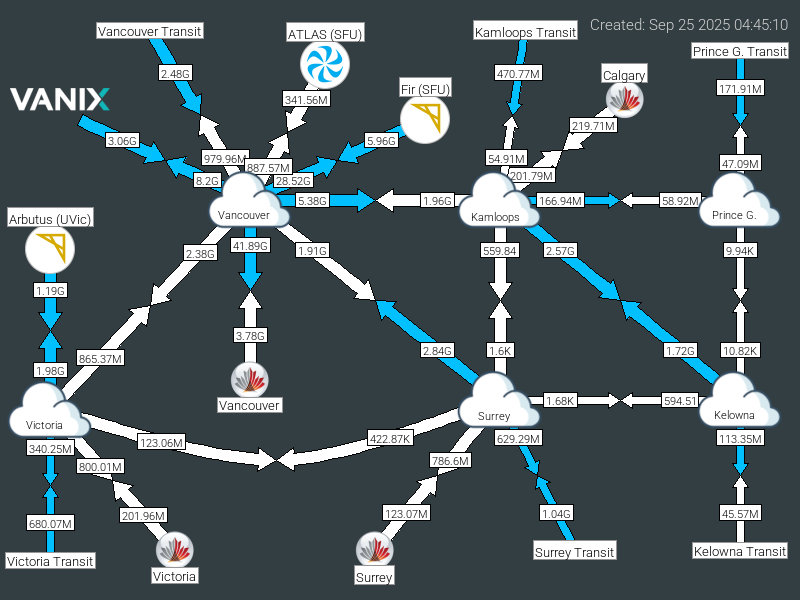 Created: Sep 25 2025 04:45:10
Vancouver Transit
ATLAS (SFU)
Kamloops Transit
Prince G. Transit
2.48G
470.77M
Calgary
171.91M
VANIX
341.56M
Fir (SFU)
219.71M
3.06G
5.96G
979.96M
887.57M
54.91M
47.09M
8.2G
28.52G
201.79M
5.38G
1.96G
166.94M
58.92M
Arbutus (UVic)
Vancouver
Kamloops
Prince G.
2.38G
41.89G
1.91G
559.84
2.57G
9.94K
1.19G
865.37M
3.78G
2.84G
1.6K
1.72G
10.82K
1.98G
Vancouver
1.68K
594.51
Victoria
Surrey
Kelowna
340.25M
123.06M
422.87K
629.29M
113.35M
800.01M
786.6M
680.07M
201.96M
123.07M
1.04G
45.57M
Victoria Transit
Victoria
Surrey
Surrey Transit
Kelowna Transit